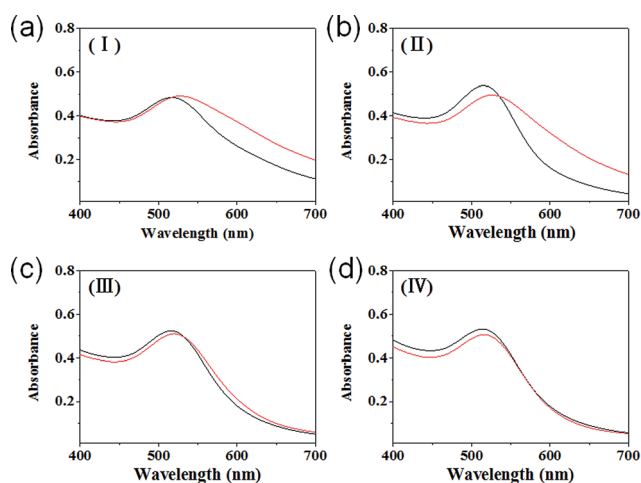 (a)
(I)
0.8
0.6
0.4
0.2
Absorbance
400 500 600 700
Wavelength (nm)
(b)
(II)
0.8
0.6
0.4
0.2
Absorbance
400 500 600 700
Wavelength (nm)
(c)
(III)
0.8
0.6
0.4
0.2
Absorbance
400 500 600 700
Wavelength (nm)
(d)
(IV)
0.8
0.6
0.4
0.2
Absorbance
400 500 600 700
Wavelength (nm)